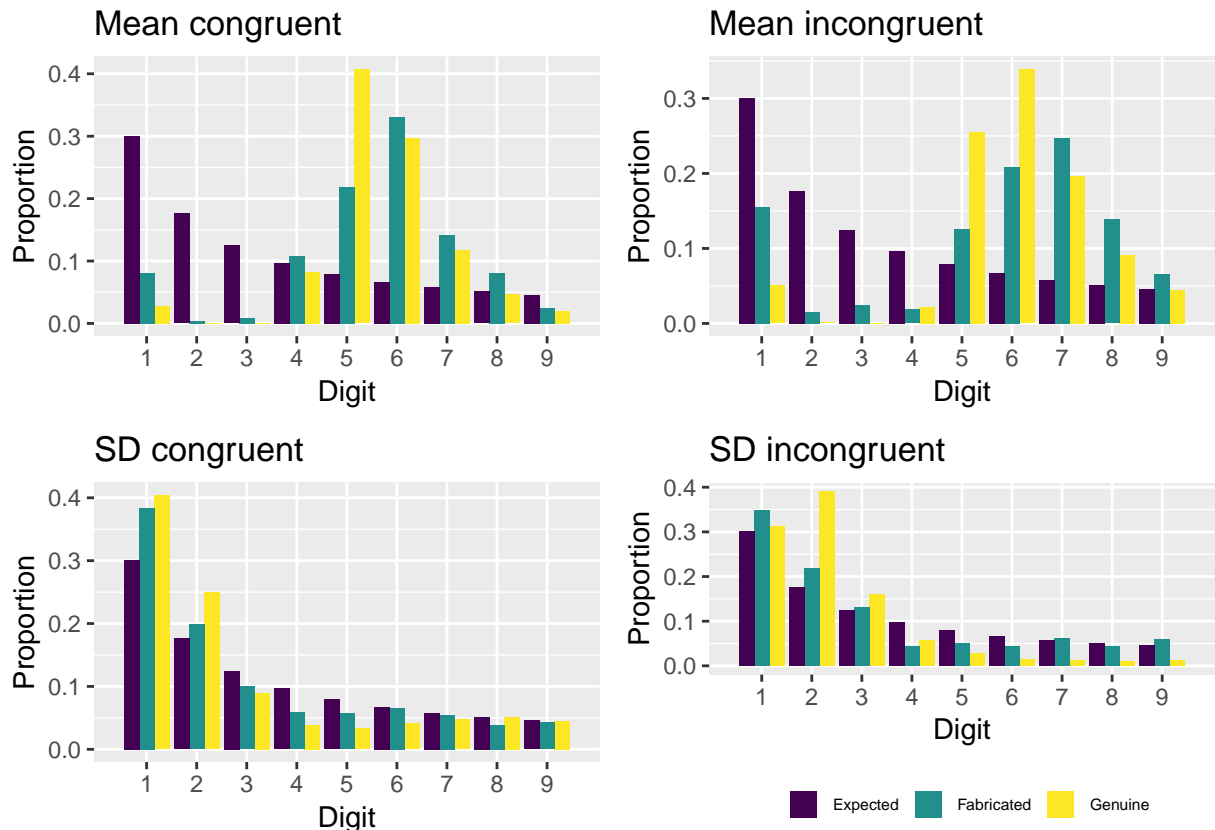 Mean congruent
Proportion
0.4
0.3
0.2
0.1
0.0
1 2 3 4 5 6 7 8 9
Digit
Mean incongruent
Proportion
0.3
0.2
0.1
0.0
1 2 3 4 5 6 7 8 9
Digit
SD congruent
Proportion
0.4
0.3
0.2
0.1
0.0
1 2 3 4 5 6 7 8 9
Digit
SD incongruent
Proportion
0.4
0.3
0.2
0.1
0.0
1 2 3 4 5 6 7 8 9
Digit
Expected Fabricated Genuine